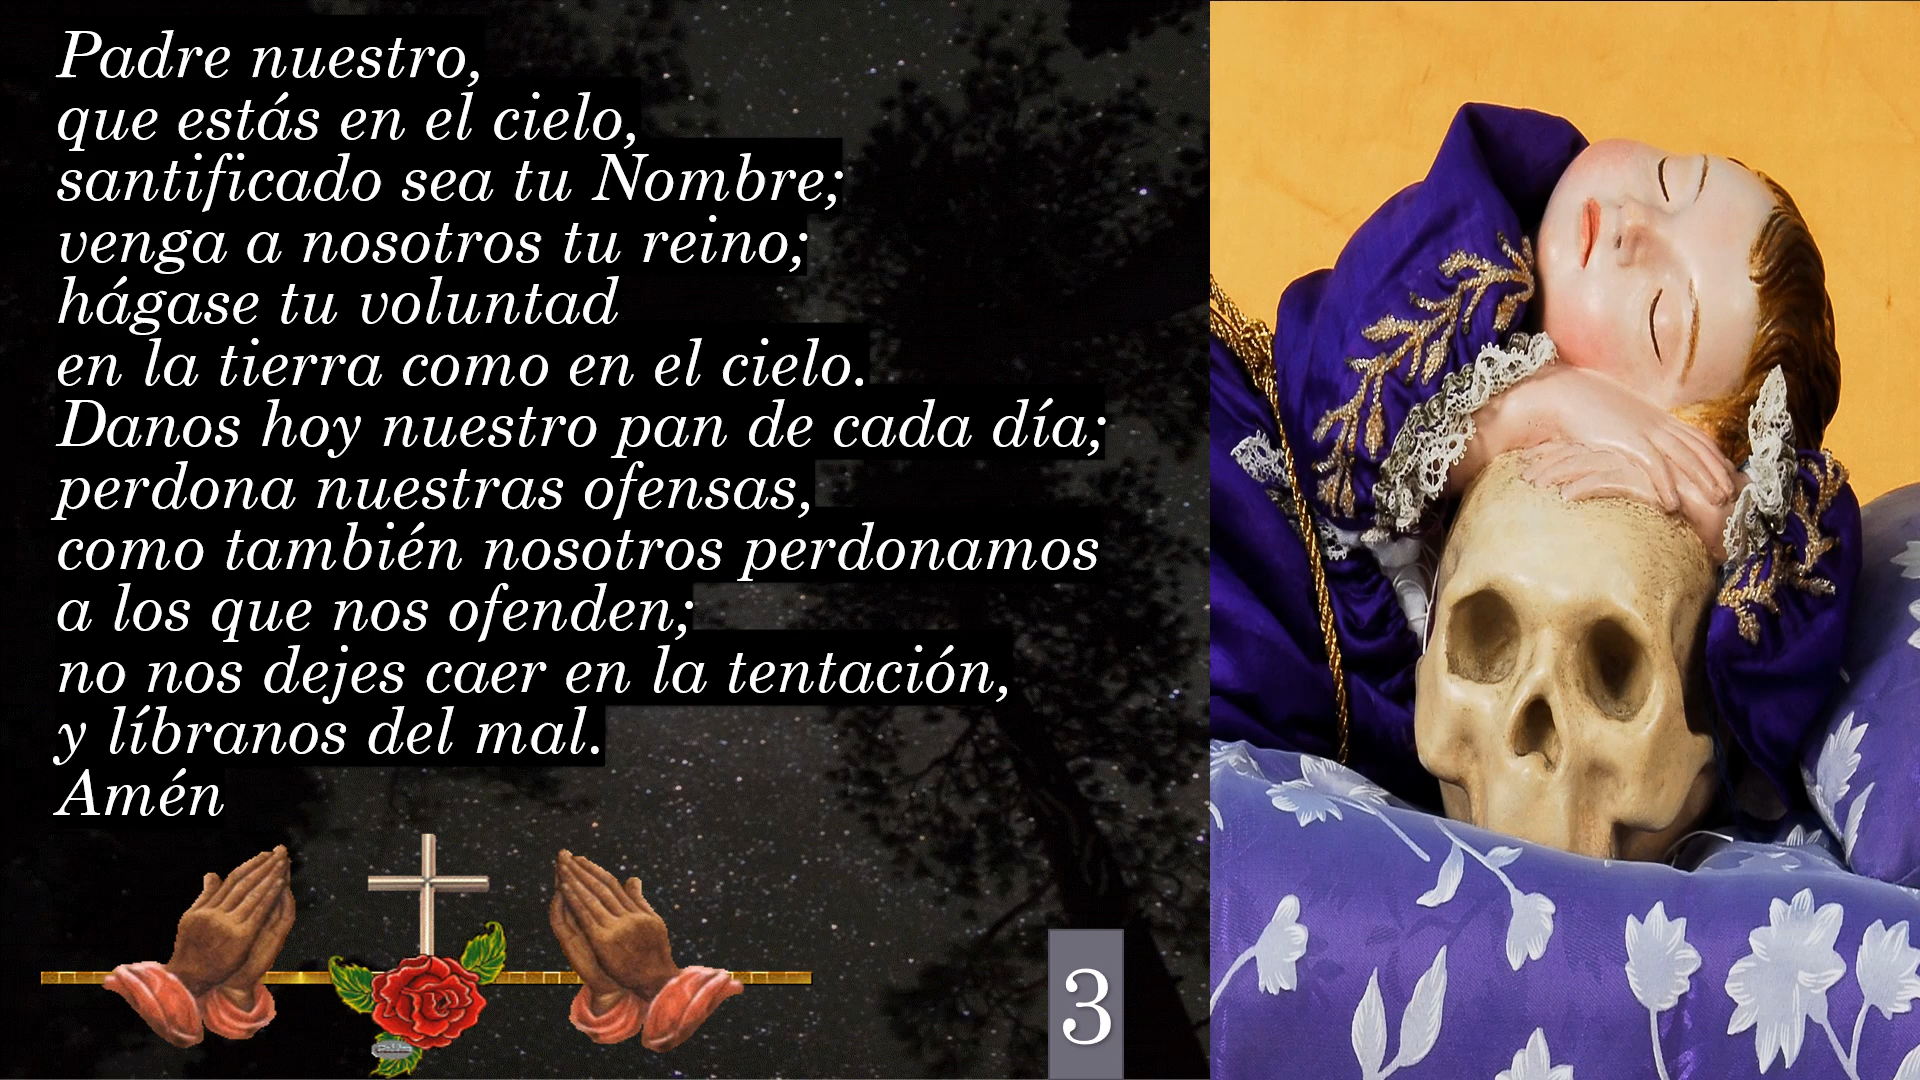 Padre nuestro,
que estás en el cielo,
santificado sea tu Nombre;
venga a nosotros tu reino;
hágase tu voluntad
en la tierra como en el cielo.
Danos hoy nuestro pan de cada día;
perdona nuestras ofensas,
como también nosotros perdonamos
a los que nos ofenden;
no nos dejes caer en la tentación,
y líbranos del mal.
Amén
3